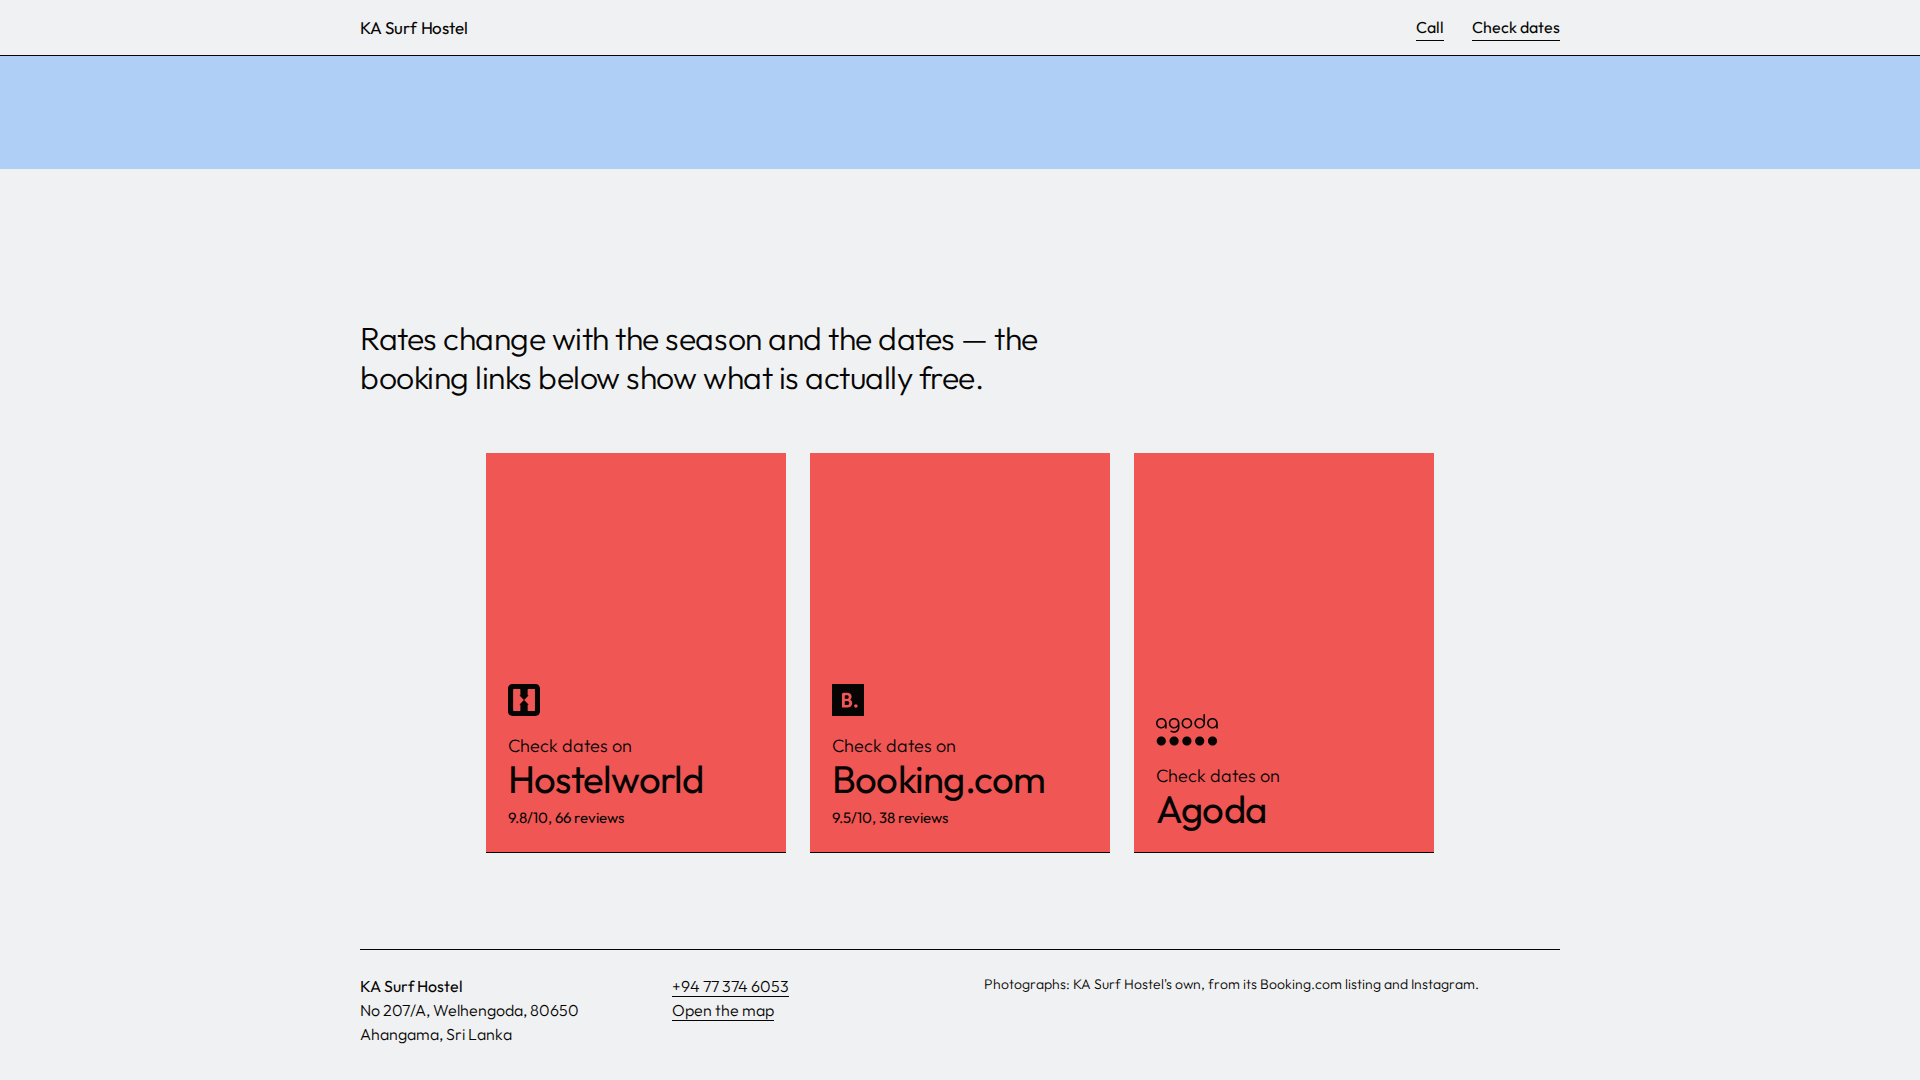 KA Surf Hostel
Call
Check dates
Rates change with the season and the dates — the
booking links below show what is actually free.
B.
Check dates on
Hostelworld
9.8/10, 66 reviews
Check dates on
Booking.com
9.5/10, 38 reviews
agoda
Check dates on
Agoda
KA Surf Hostel
No 207/A, Welhengoda, 80650
Ahangama, Sri Lanka
+94 77 374 6053
Open the map
Photographs: KA Surf Hostel's own, from its Booking.com listing and Instagram.